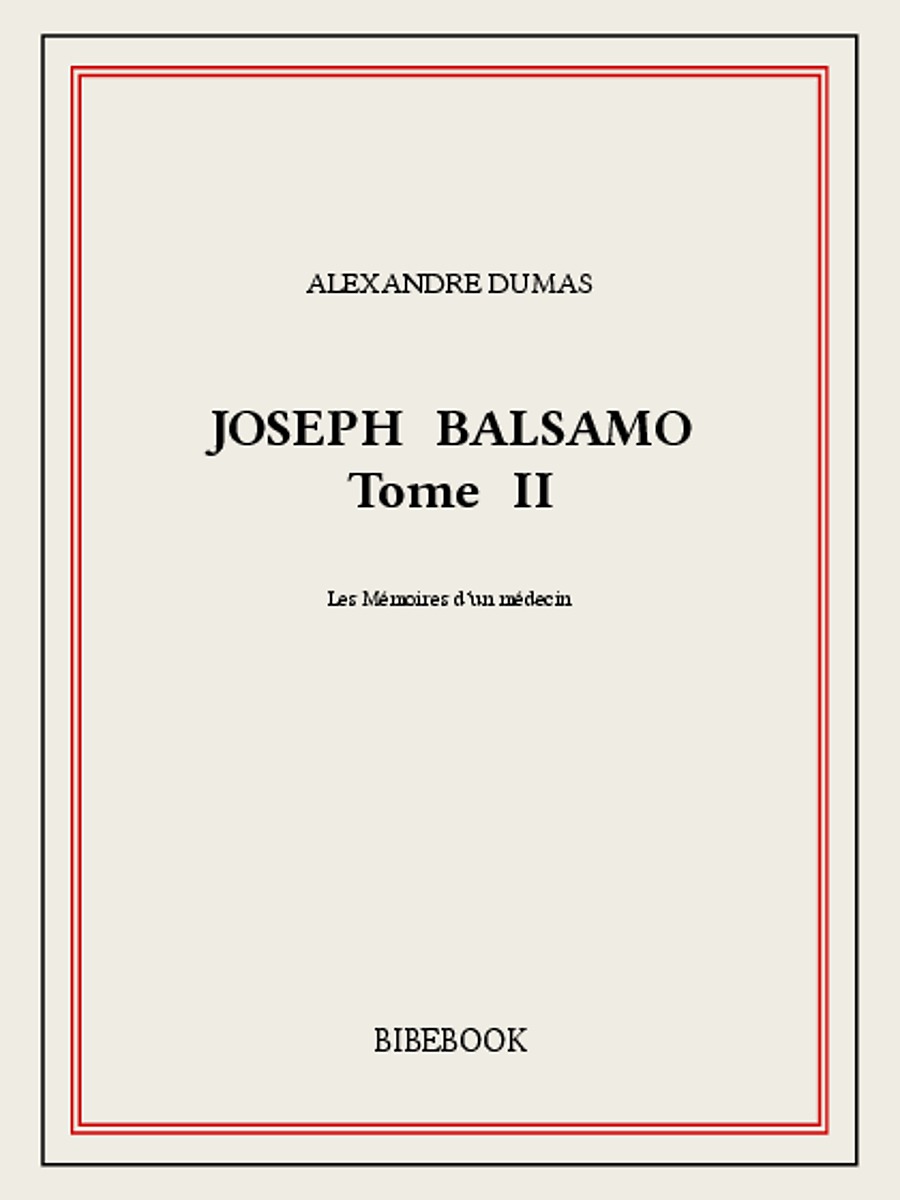 ALEXANDRE DUMAS
JOSEPH BALSAMO
Tome II
Les Mémoires d'un médecin
BIBEBOOK